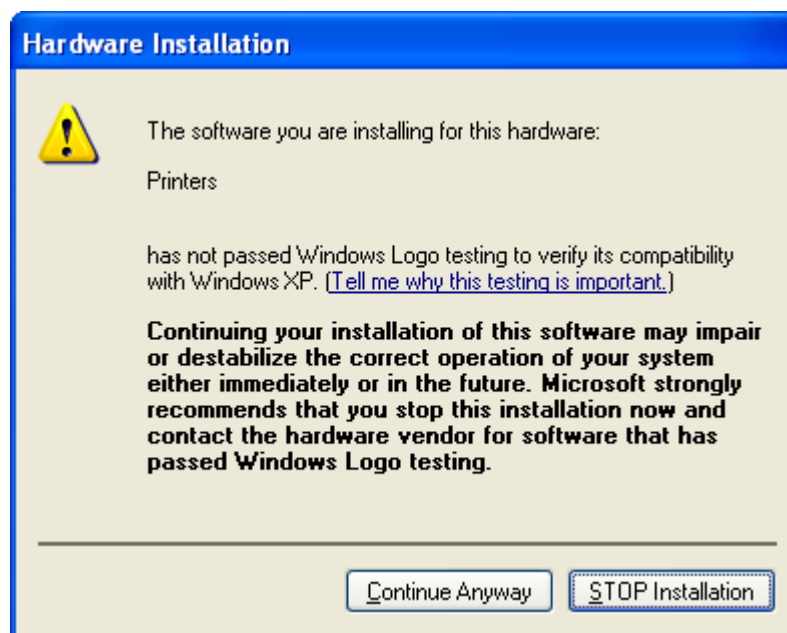 Hardware Installation
The software you are installing for this hardware:
Printers
has not passed Windows Logo testing to verify its compatibility
with Windows XP. (Tell me why this testing is important.)
Continuing your installation of this software may impair
or destabilize the correct operation of your system
either immediately or in the future. Microsoft strongly
recommends that you stop this installation now and
contact the hardware vendor for software that has
passed Windows Logo testing.
Continue Anyway STOP Installation